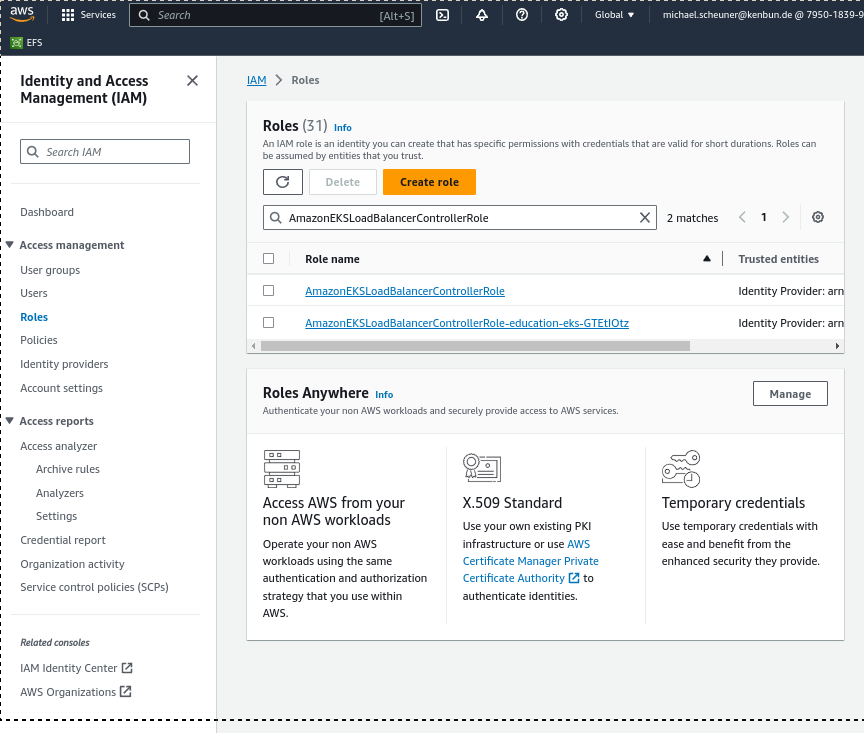 aws
Services
Search
[Alt+S]
Global
michael.scheuner@kenbun.de @ 7950-1839-9
EFS
Identity and Access
Management (IAM)
Search IAM
Dashboard
Access management
User groups
Users
Roles
Policies
Identity providers
Account settings
Access reports
Access analyzer
Archive rules
Analyzers
Settings
Credential report
Organization activity
Service control policies (SCPs)
Related consoles
IAM Identity Center
AWS Organizations
IAM > Roles
Roles (31) Info
An IAM role is an identity you can create that has specific permissions with credentials that are valid for short durations. Roles can
be assumed by entities that you trust.
Delete
Create role
AmazonEKSLoadBalancerControllerRole
2 matches
1
Role name
Trusted entities
AmazonEKSLoadBalancerControllerRole
Identity Provider: arn
AmazonEKSLoadBalancerControllerRole-education-eks-GTEtIOtz
Identity Provider: arn
Roles Anywhere Info
Authenticate your non AWS workloads and securely provide access to AWS services.
Manage
Access AWS from your
non AWS workloads
Operate your non AWS
workloads using the same
authentication and authorization
strategy that you use within
AWS.
X.509 Standard
Use your own existing PKI
infrastructure or use AWS
Certificate Manager Private
Certificate Authority to
authenticate identities.
Temporary credentials
Use temporary credentials with
ease and benefit from the
enhanced security they provide.